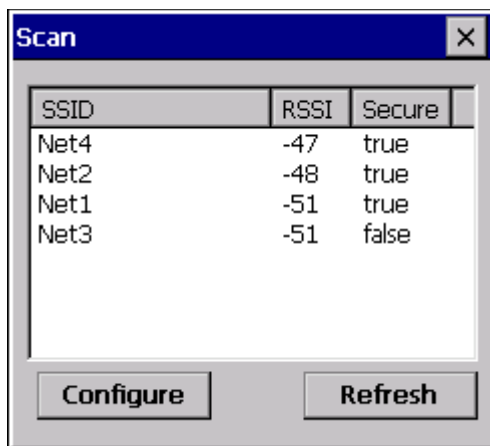 Scan
SSID RSSI Secure
Net4 -47 true
Net2 -48 true
Net1 -51 true
Net3 -51 false
Configure Refresh